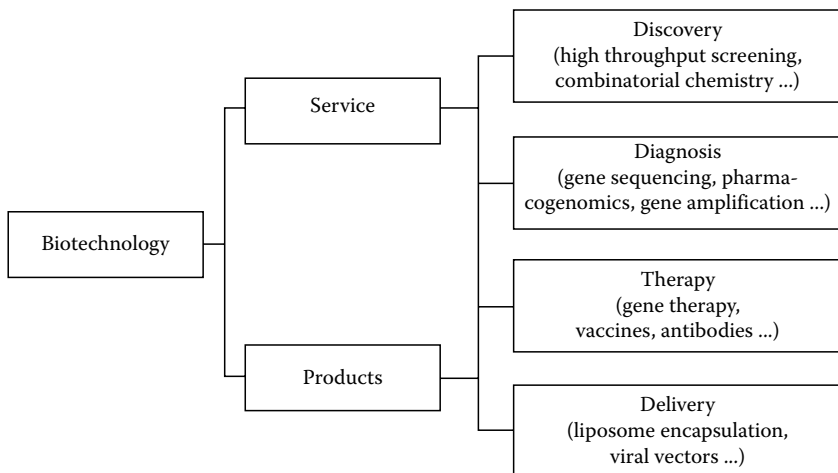 Biotechnology
Service
Products
Discovery
(high throughput screening,
combinatorial chemistry ...)
Diagnosis
(gene sequencing, pharma-
cogenomics, gene amplification ...)
Therapy
(gene therapy,
vaccines, antibodies ...)
Delivery
(liposome encapsulation,
viral vectors ...)